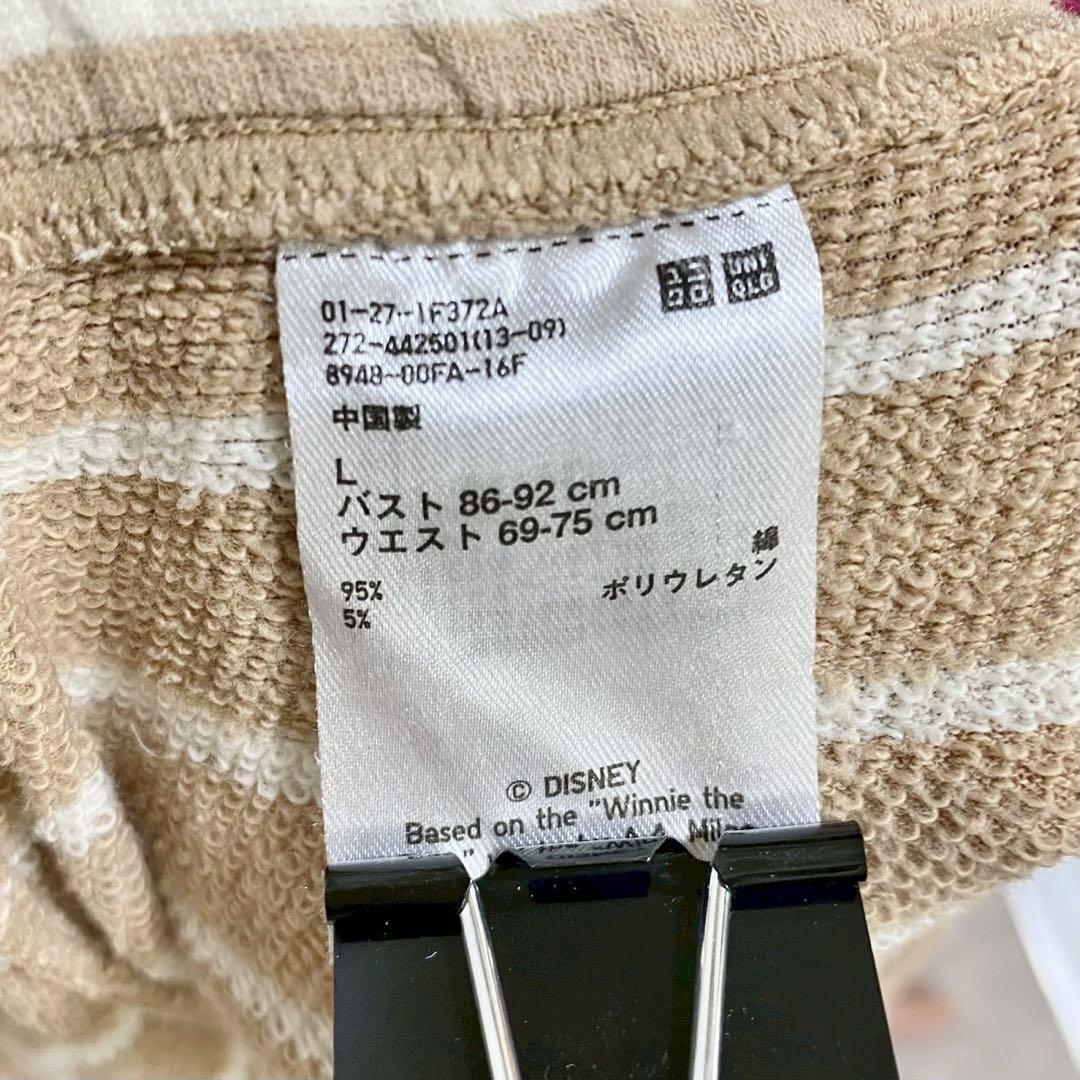 ユニ
クロ
UNI
QLO
01-27-1F372A
272-442501(13-09)
8948-00FA-16F
中国製
L
バスト 86-92 cm
ウエスト 69-75 cm
95% 綿
5% ポリウレタン
© DISNEY
Based on the "Winnie the
A.A. Milne